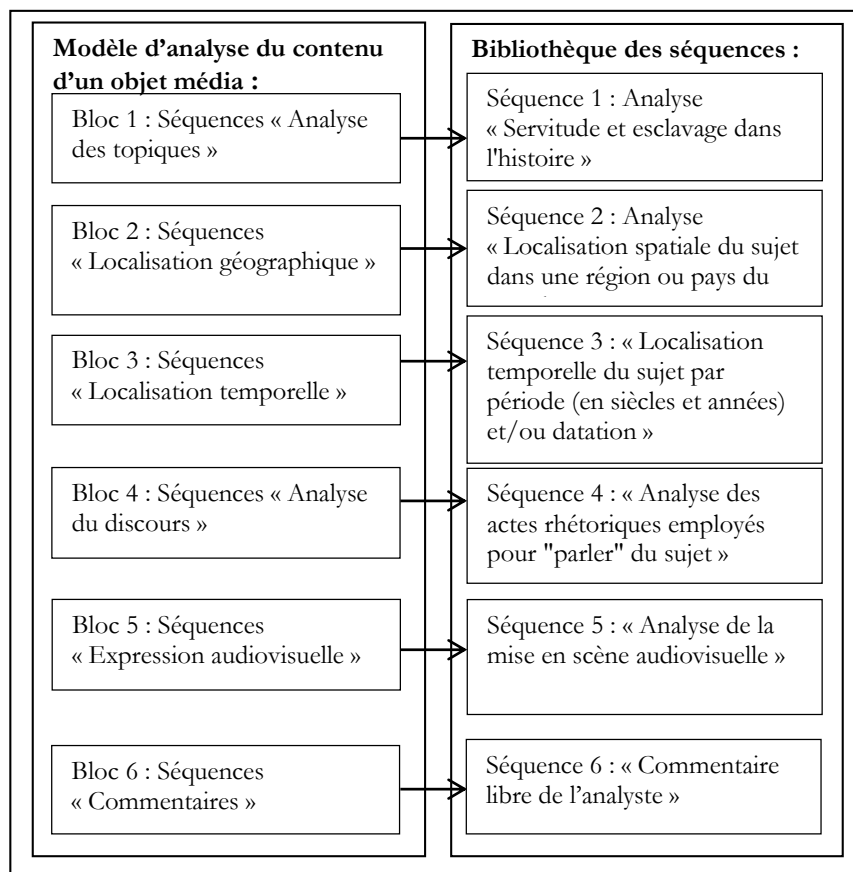 Modèle d'analyse du contenu
d'un objet média :
Bloc 1 : Séquences « Analyse
des topiques »
Bloc 2 : Séquences
« Localisation géographique »
Bloc 3 : Séquences
« Localisation temporelle »
Bloc 4 : Séquences « Analyse
du discours »
Bloc 5 : Séquences
« Expression audiovisuelle »
Bloc 6 : Séquences
« Commentaires »
Bibliothèque des séquences :
Séquence 1 : Analyse
« Servitude et esclavage dans
l'histoire »
Séquence 2 : Analyse
« Localisation spatiale du sujet
dans une région ou pays du
Séquence 3 : « Localisation
temporelle du sujet par
période (en siècles et années)
et/ou datation »
Séquence 4 : « Analyse des
actes rhétoriques employés
pour "parler" du sujet »
Séquence 5 : « Analyse de la
mise en scène audiovisuelle »
Séquence 6 : « Commentaire
libre de l'analyste »